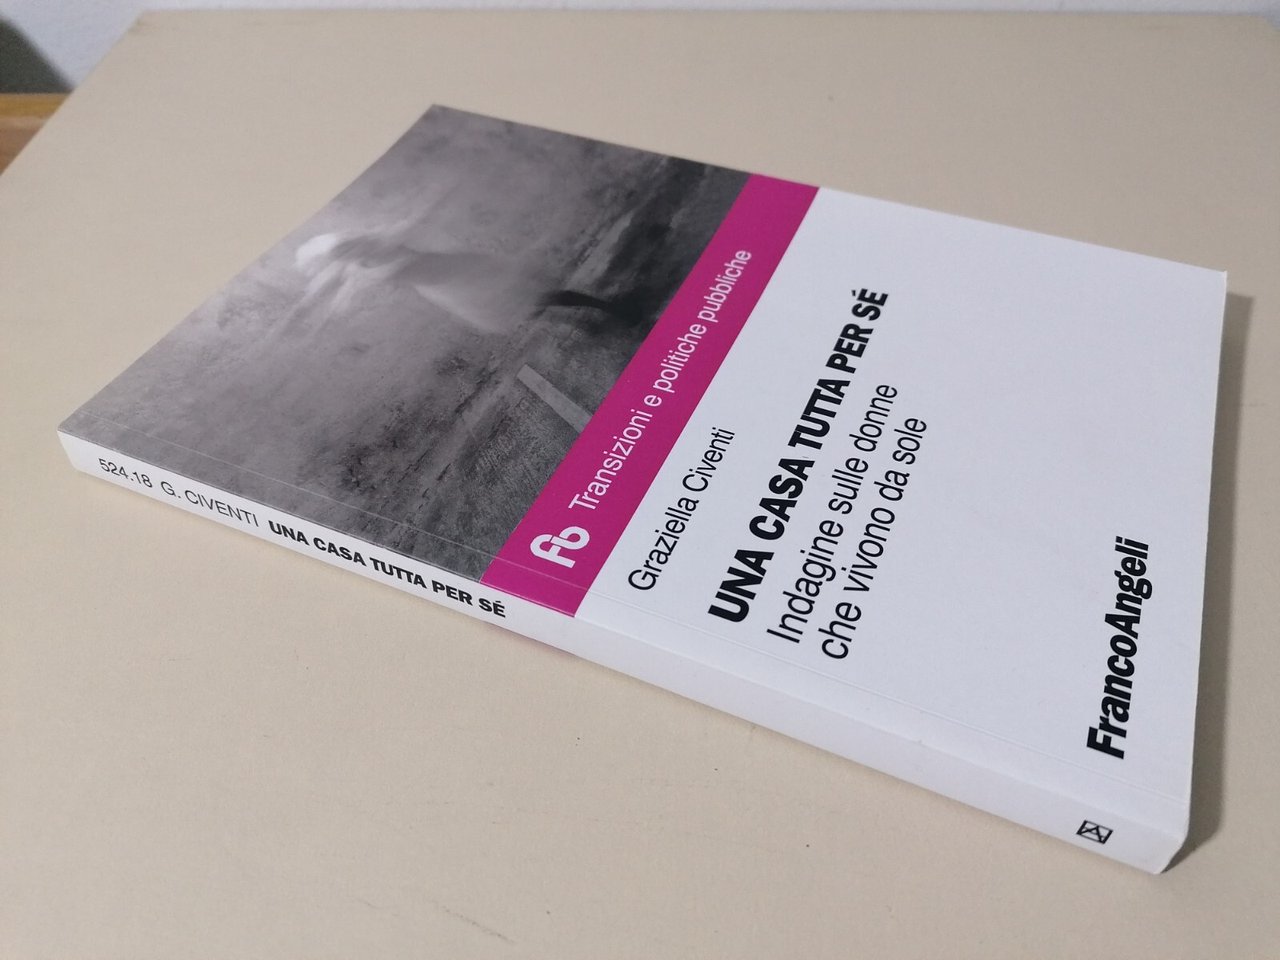 fb Transizioni e politiche pubbliche
Graziella Civenti
UNA CASA TUTTA PER SÉ
Indagine sulle donne
che vivono da sole
FrancoAngeli
524.18 G. CIVENTI UNA CASA TUTTA PER SÉ